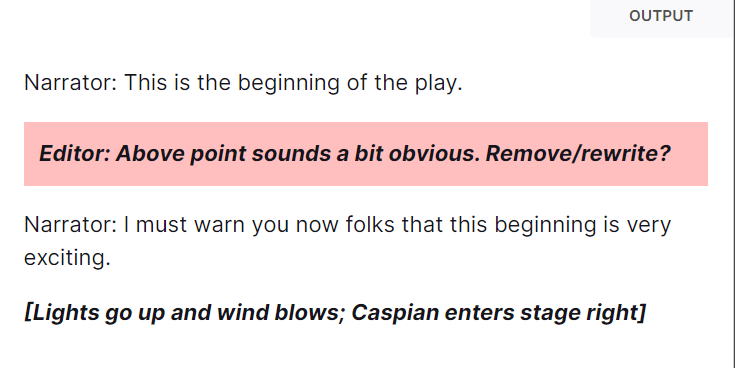 OUTPUT
Narrator: This is the beginning of the play.
Editor: Above point sounds a bit obvious. Remove/rewrite?
Narrator: I must warn you now folks that this beginning is very
exciting.
[Lights go up and wind blows; Caspian enters stage right]